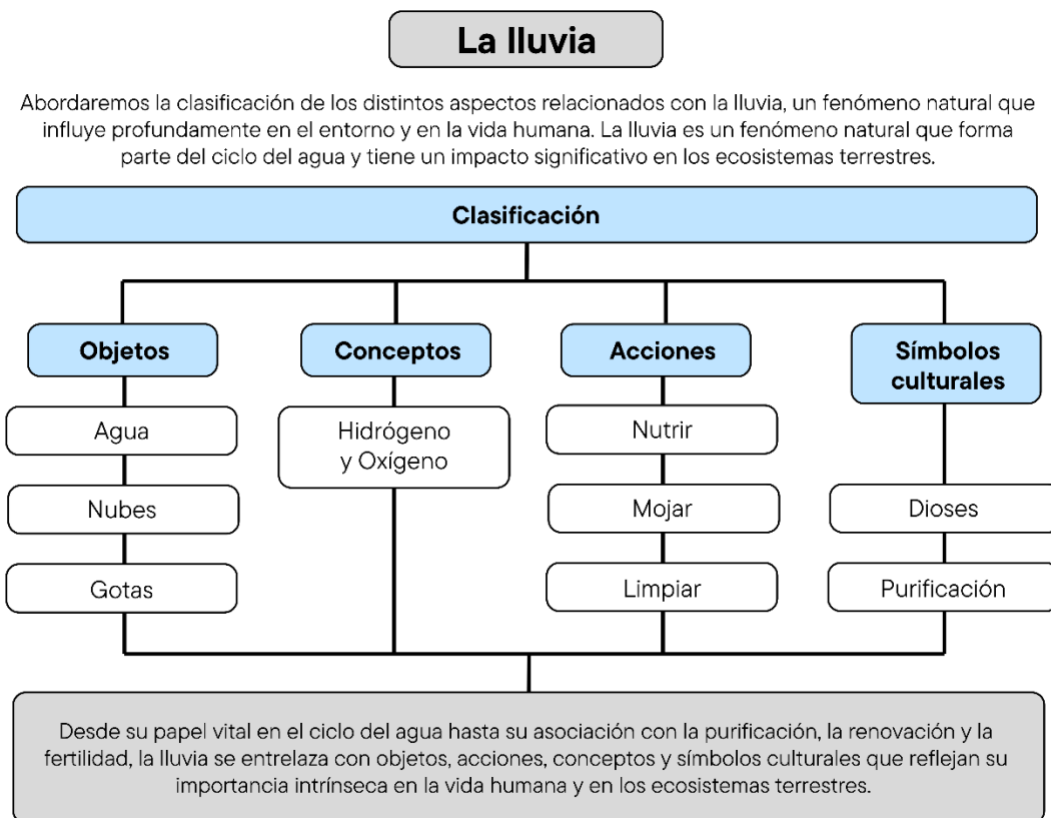 La lluvia
Abordaremos la clasificación de los distintos aspectos relacionados con la lluvia, un fenómeno natural que
influye profundamente en el entorno y en la vida humana. La lluvia es un fenómeno natural que forma
parte del ciclo del agua y tiene un impacto significativo en los ecosistemas terrestres.
Clasificación
Objetos
Agua
Nubes
Gotas
Conceptos
Hidrógeno
y Oxígeno
Acciones
Nutrir
Mojar
Limpiar
Símbolos
culturales
Dioses
Purificación
Desde su papel vital en el ciclo del agua hasta su asociación con la purificación, la renovación y la
fertilidad, la lluvia se entrelaza con objetos, acciones, conceptos y símbolos culturales que reflejan su
importancia intrínseca en la vida humana y en los ecosistemas terrestres.